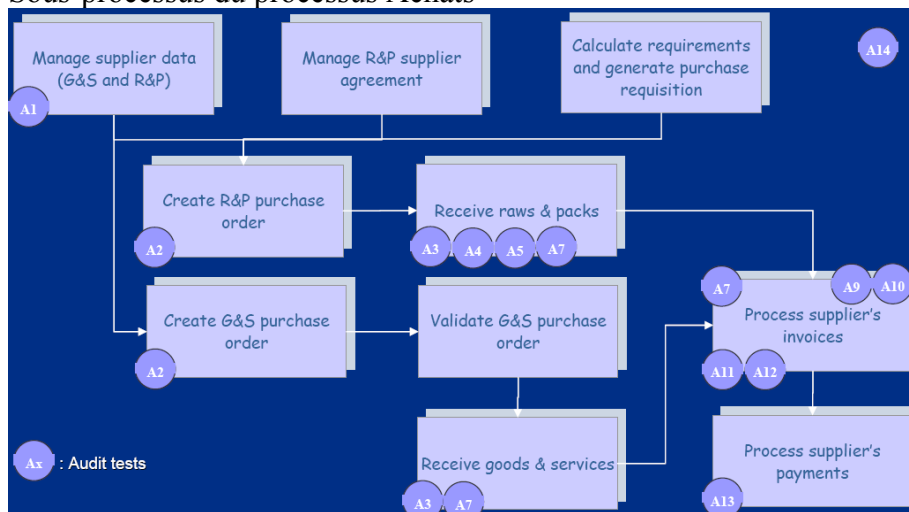 Sous-processus du processus Achats
Manage supplier data
(G&S and R&P)
A1
Manage R&P supplier
agreement
Calculate requirements
and generate purchase
requisition
A14
Create R&P purchase
order
A2
Receive raws & packs
A3 A4 A5 A7
Create G&S purchase
order
A2
Validate G&S purchase
order
A7 A9 A10
Process supplier's
invoices
A11 A12
Ax : Audit tests
Receive goods & services
A3 A7
Process supplier's
payments
A13